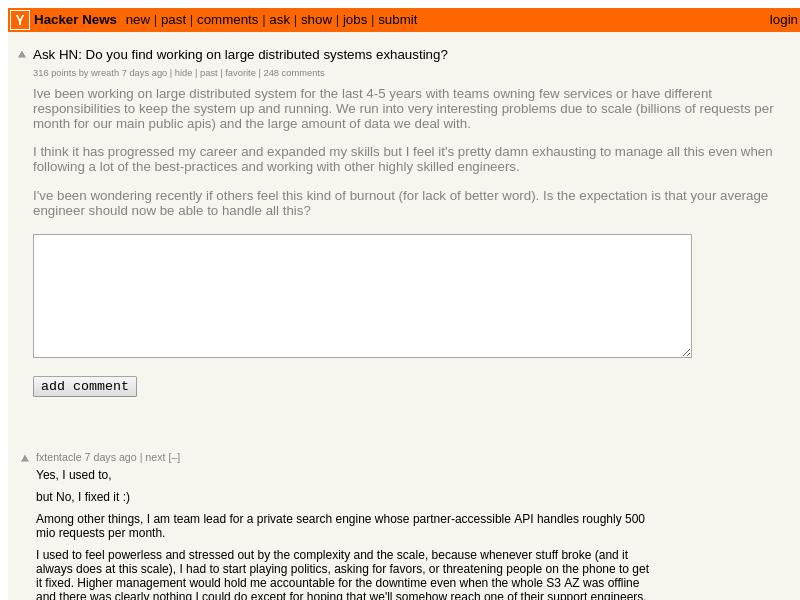 Y Hacker News new | past | comments | ask | show | jobs | submit login
Ask HN: Do you find working on large distributed systems exhausting?
316 points by wreath 7 days ago | hide | past | favorite | 248 comments
Ive been working on large distributed system for the last 4-5 years with teams owning few services or have different
responsibilities to keep the system up and running. We run into very interesting problems due to scale (billions of requests per
month for our main public apis) and the large amount of data we deal with.
I think it has progressed my career and expanded my skills but I feel it's pretty damn exhausting to manage all this even when
following a lot of the best-practices and working with other highly skilled engineers.
I've been wondering recently if others feel this kind of burnout (for lack of better word). Is the expectation is that your average
engineer should now be able to handle all this?
add comment
fxtentacle 7 days ago | next [–]
Yes, I used to,
but No, I fixed it :)
Among other things, I am team lead for a private search engine whose partner-accessible API handles roughly 500
mio requests per month.
I used to feel powerless and stressed out by the complexity and the scale, because whenever stuff broke (and it
always does at this scale), I had to start playing politics, asking for favors, or threatening people on the phone to get
it fixed. Higher management would hold me accountable for the downtime even when the whole S3 AZ was offline
and there was clearly nothing I could do except for hoping that we'll somehow reach one of their support engineers.